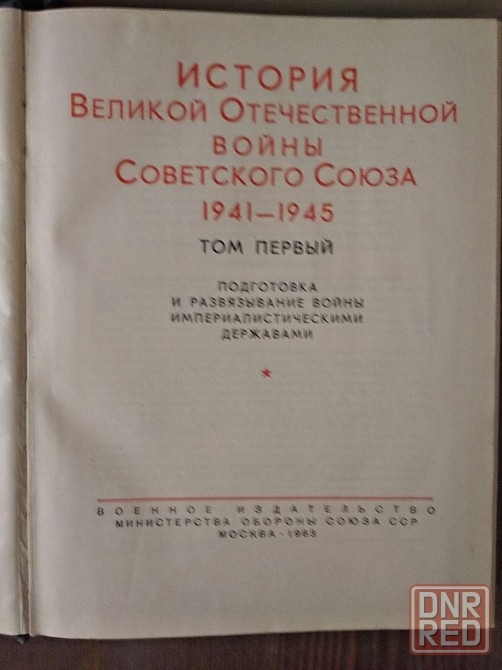 ИСТОРИЯ
ВЕЛИКОЙ ОТЕЧЕСТВЕННОЙ
ВОЙНЫ
СОВЕТСКОГО СОЮЗА
1941—1945
ТОМ ПЕРВЫЙ
ПОДГОТОВКА
И РАЗВЯЗЫВАНИЕ ВОЙНЫ
ИМПЕРИАЛИСТИЧЕСКИМИ
ДЕРЖАВАМИ
*
ВОЕННОЕ ИЗДАТЕЛЬСТВО
МИНИСТЕРСТВА ОБОРОНЫ СОЮЗА ССР
МОСКВА - 1963
DNR
RED